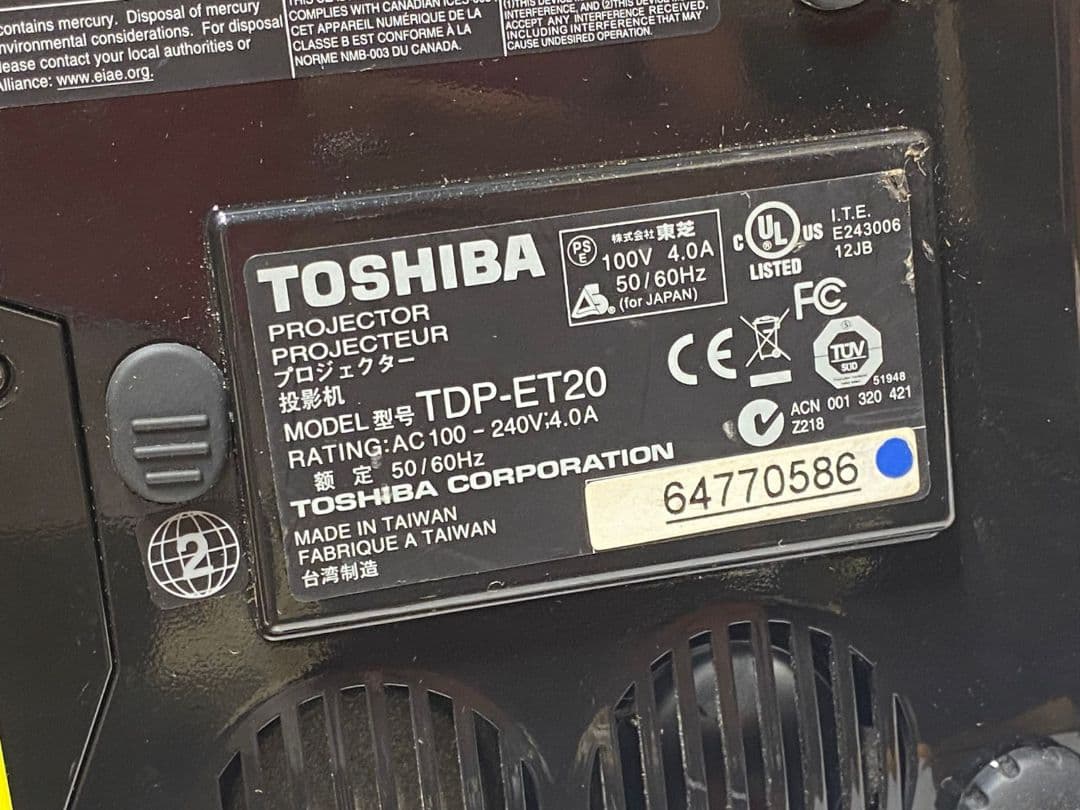 contains mercury. Disposal of mercury
environmental considerations. For disposal
lease contact your local authorities or
Alliance: www.eiae.org.
COMPLIES WITH CANADIAN
CET APPAREIL NUMÉRIQUE DE LA
CLASSE B EST CONFORME À LA
NORME NMB-003 DU CANADA.
INTERFERENCE, AND (2)THIS DEVICE
ACCEPT ANY INTERFERENCE RECEIVED,
INCLUDING INTERFERENCE THAT MAY
CAUSE UNDESIRED OPERATION.
TOSHIBA
PROJECTOR
PROJECTEUR
プロジェクター
投影机
MODEL 型号 TDP-ET20
RATING:AC100 - 240V;4.0A
额 定 50/60Hz
TOSHIBA CORPORATION
MADE IN TAIWAN
FABRIQUE A TAIWAN
台湾制造
PS
E
株式会社 東芝
100V 4.0A
50/60Hz
(for JAPAN)
C UL US
LISTED
I.T.E.
E243006
12JB
FC
CE
TÜV
SÜD
51948
ACN 001 320 421
Z218
64770586
2